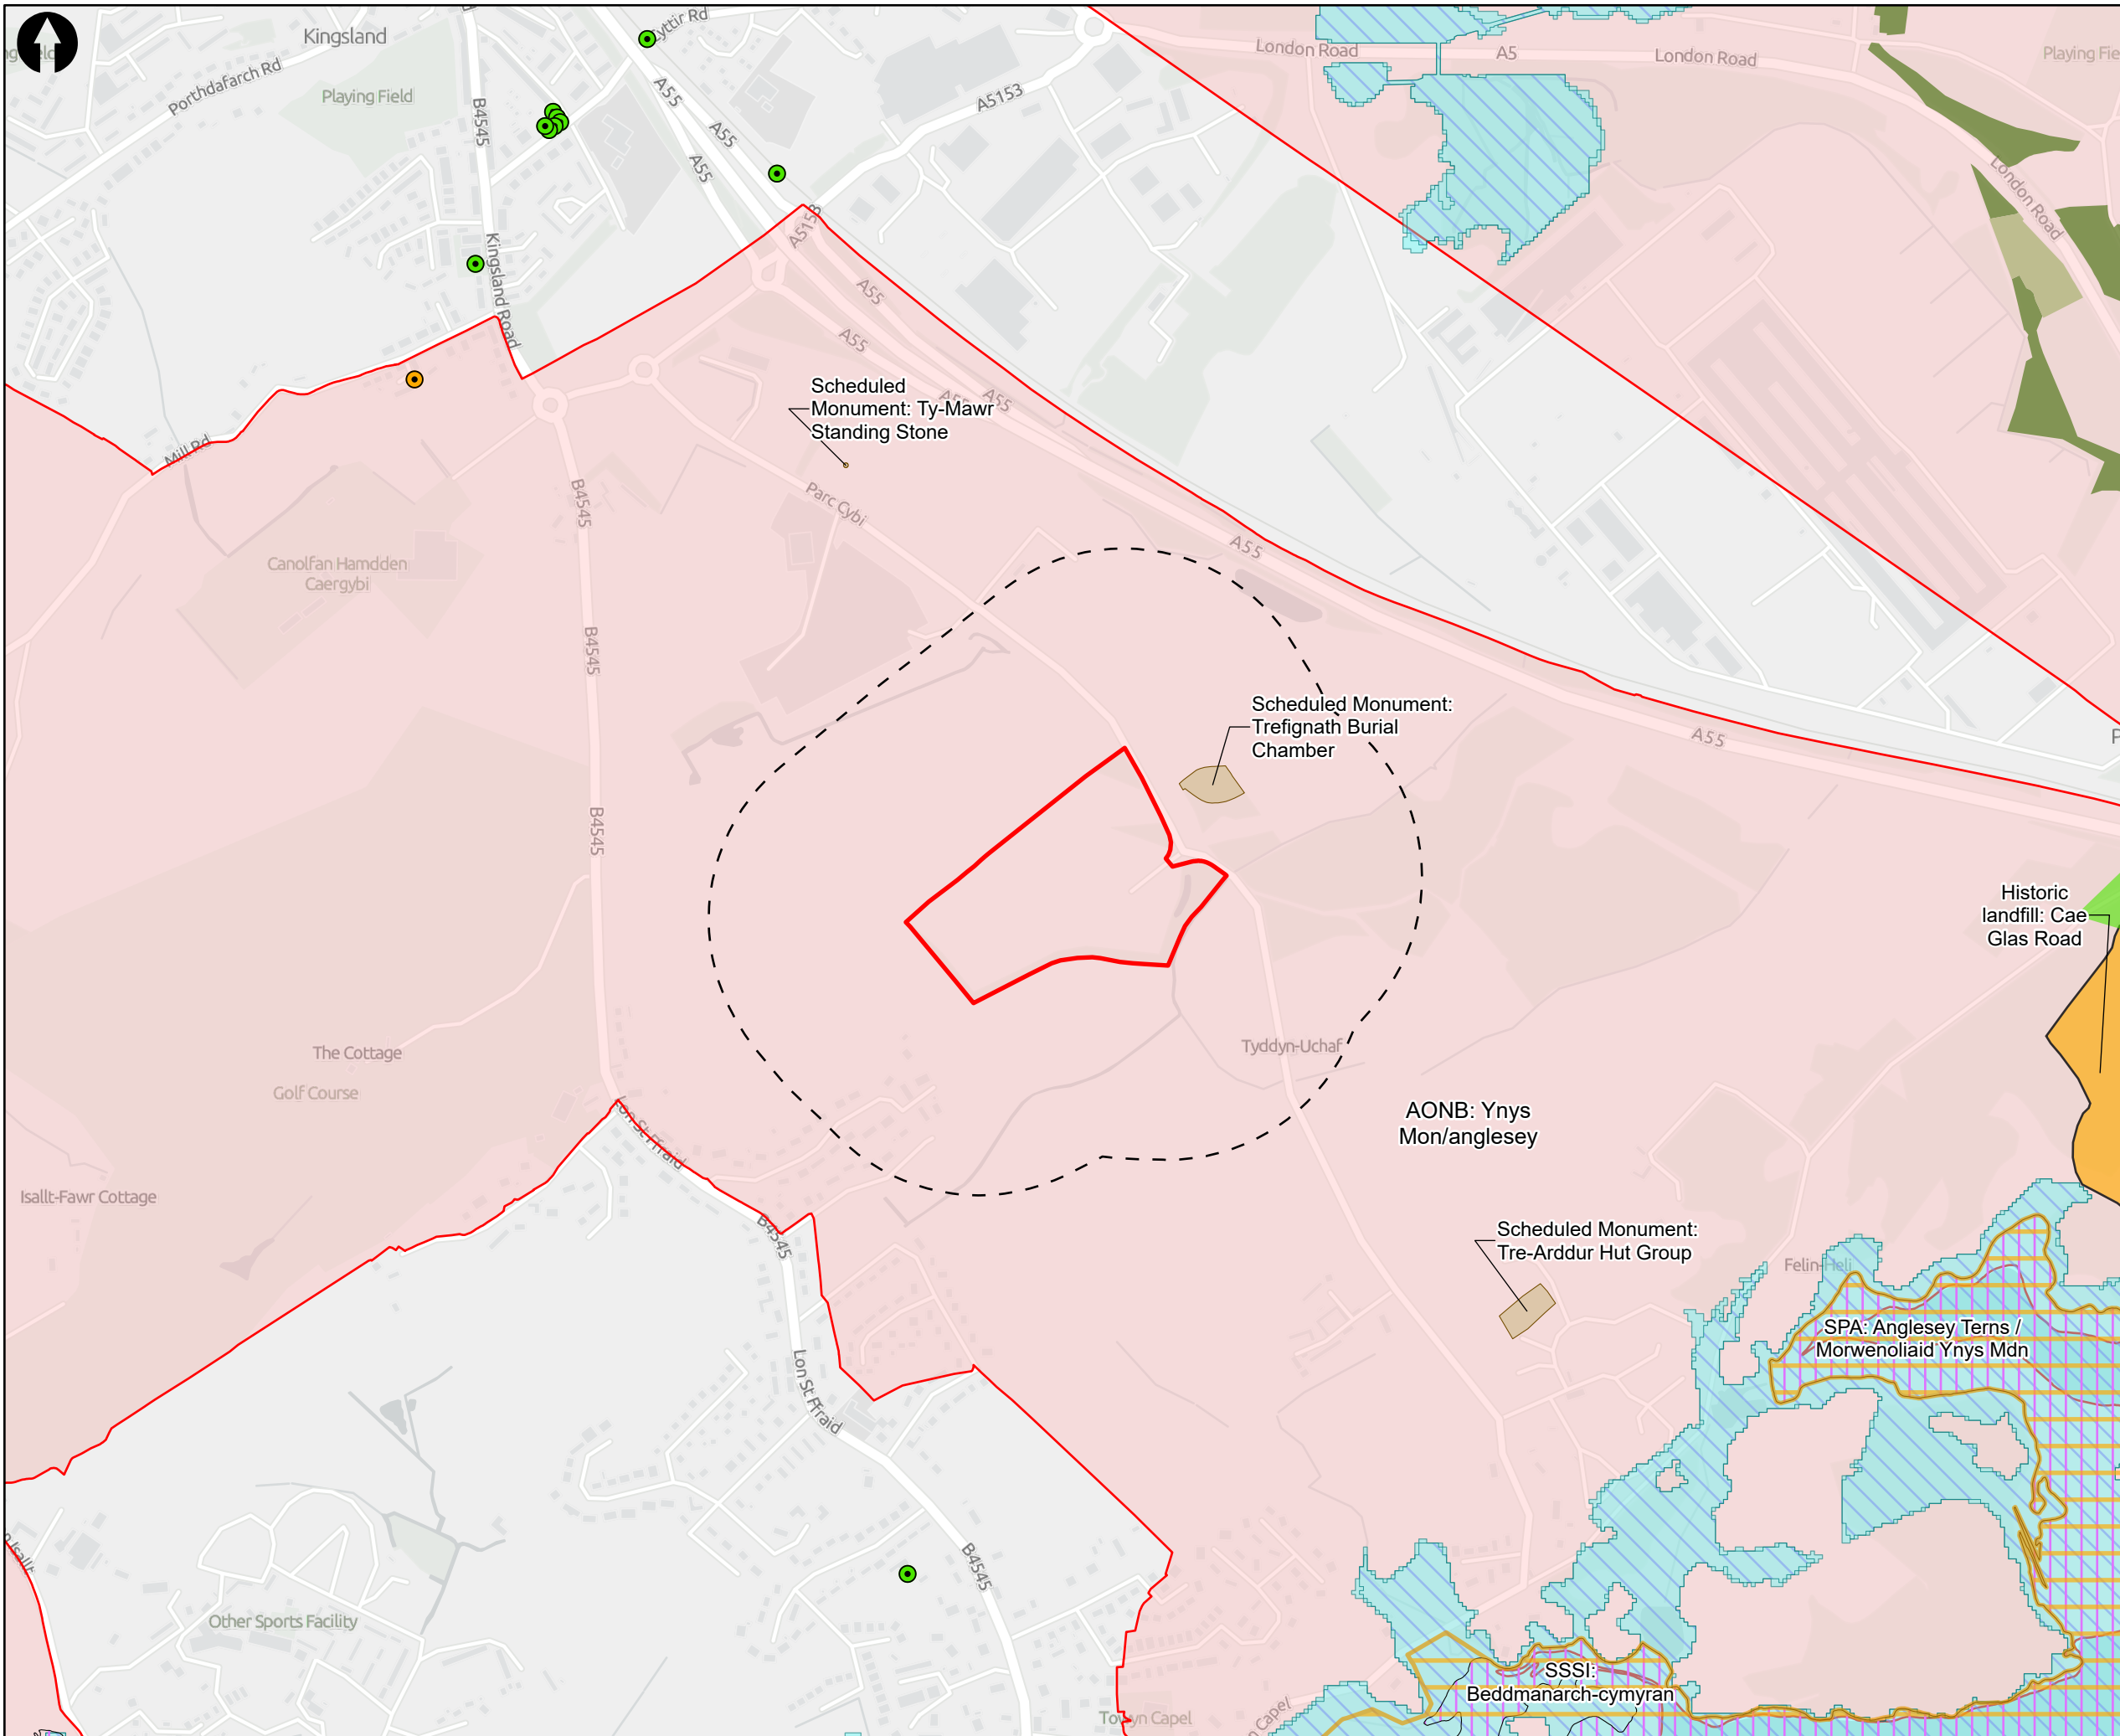 Kingsland
Porthdafarch Rd
Playing Field
B4545
Kingsland Road
A55
A55
A55
A5153
A5153
London Road
A5
London Road
London Road
Mill Rd
A55
A55
A55
Scheduled
Monument: Ty-Mawr
Standing Stone
Parc Cybi
A55
B4545
Canolfan Hamdden
Caergybi
B4545
B4545
Scheduled Monument:
Trefignath Burial
Chamber
A55
Historic
landfill: Cae
Glas Road
The Cottage
Golf Course
Tyddyn-Uchaf
AONB: Ynys
Mon/anglesey
Lon St Ffraid
Isallt-Fawr Cottage
B4545
Scheduled Monument:
Tre-Arddur Hut Group
Felin-Heli
SPA: Anglesey Terns /
Morwenoliaid Ynys Mdn
Lon St Ffraid
B4545
Other Sports Facility
SSSI:
Beddmanarch-cymyran
Towyn Capel